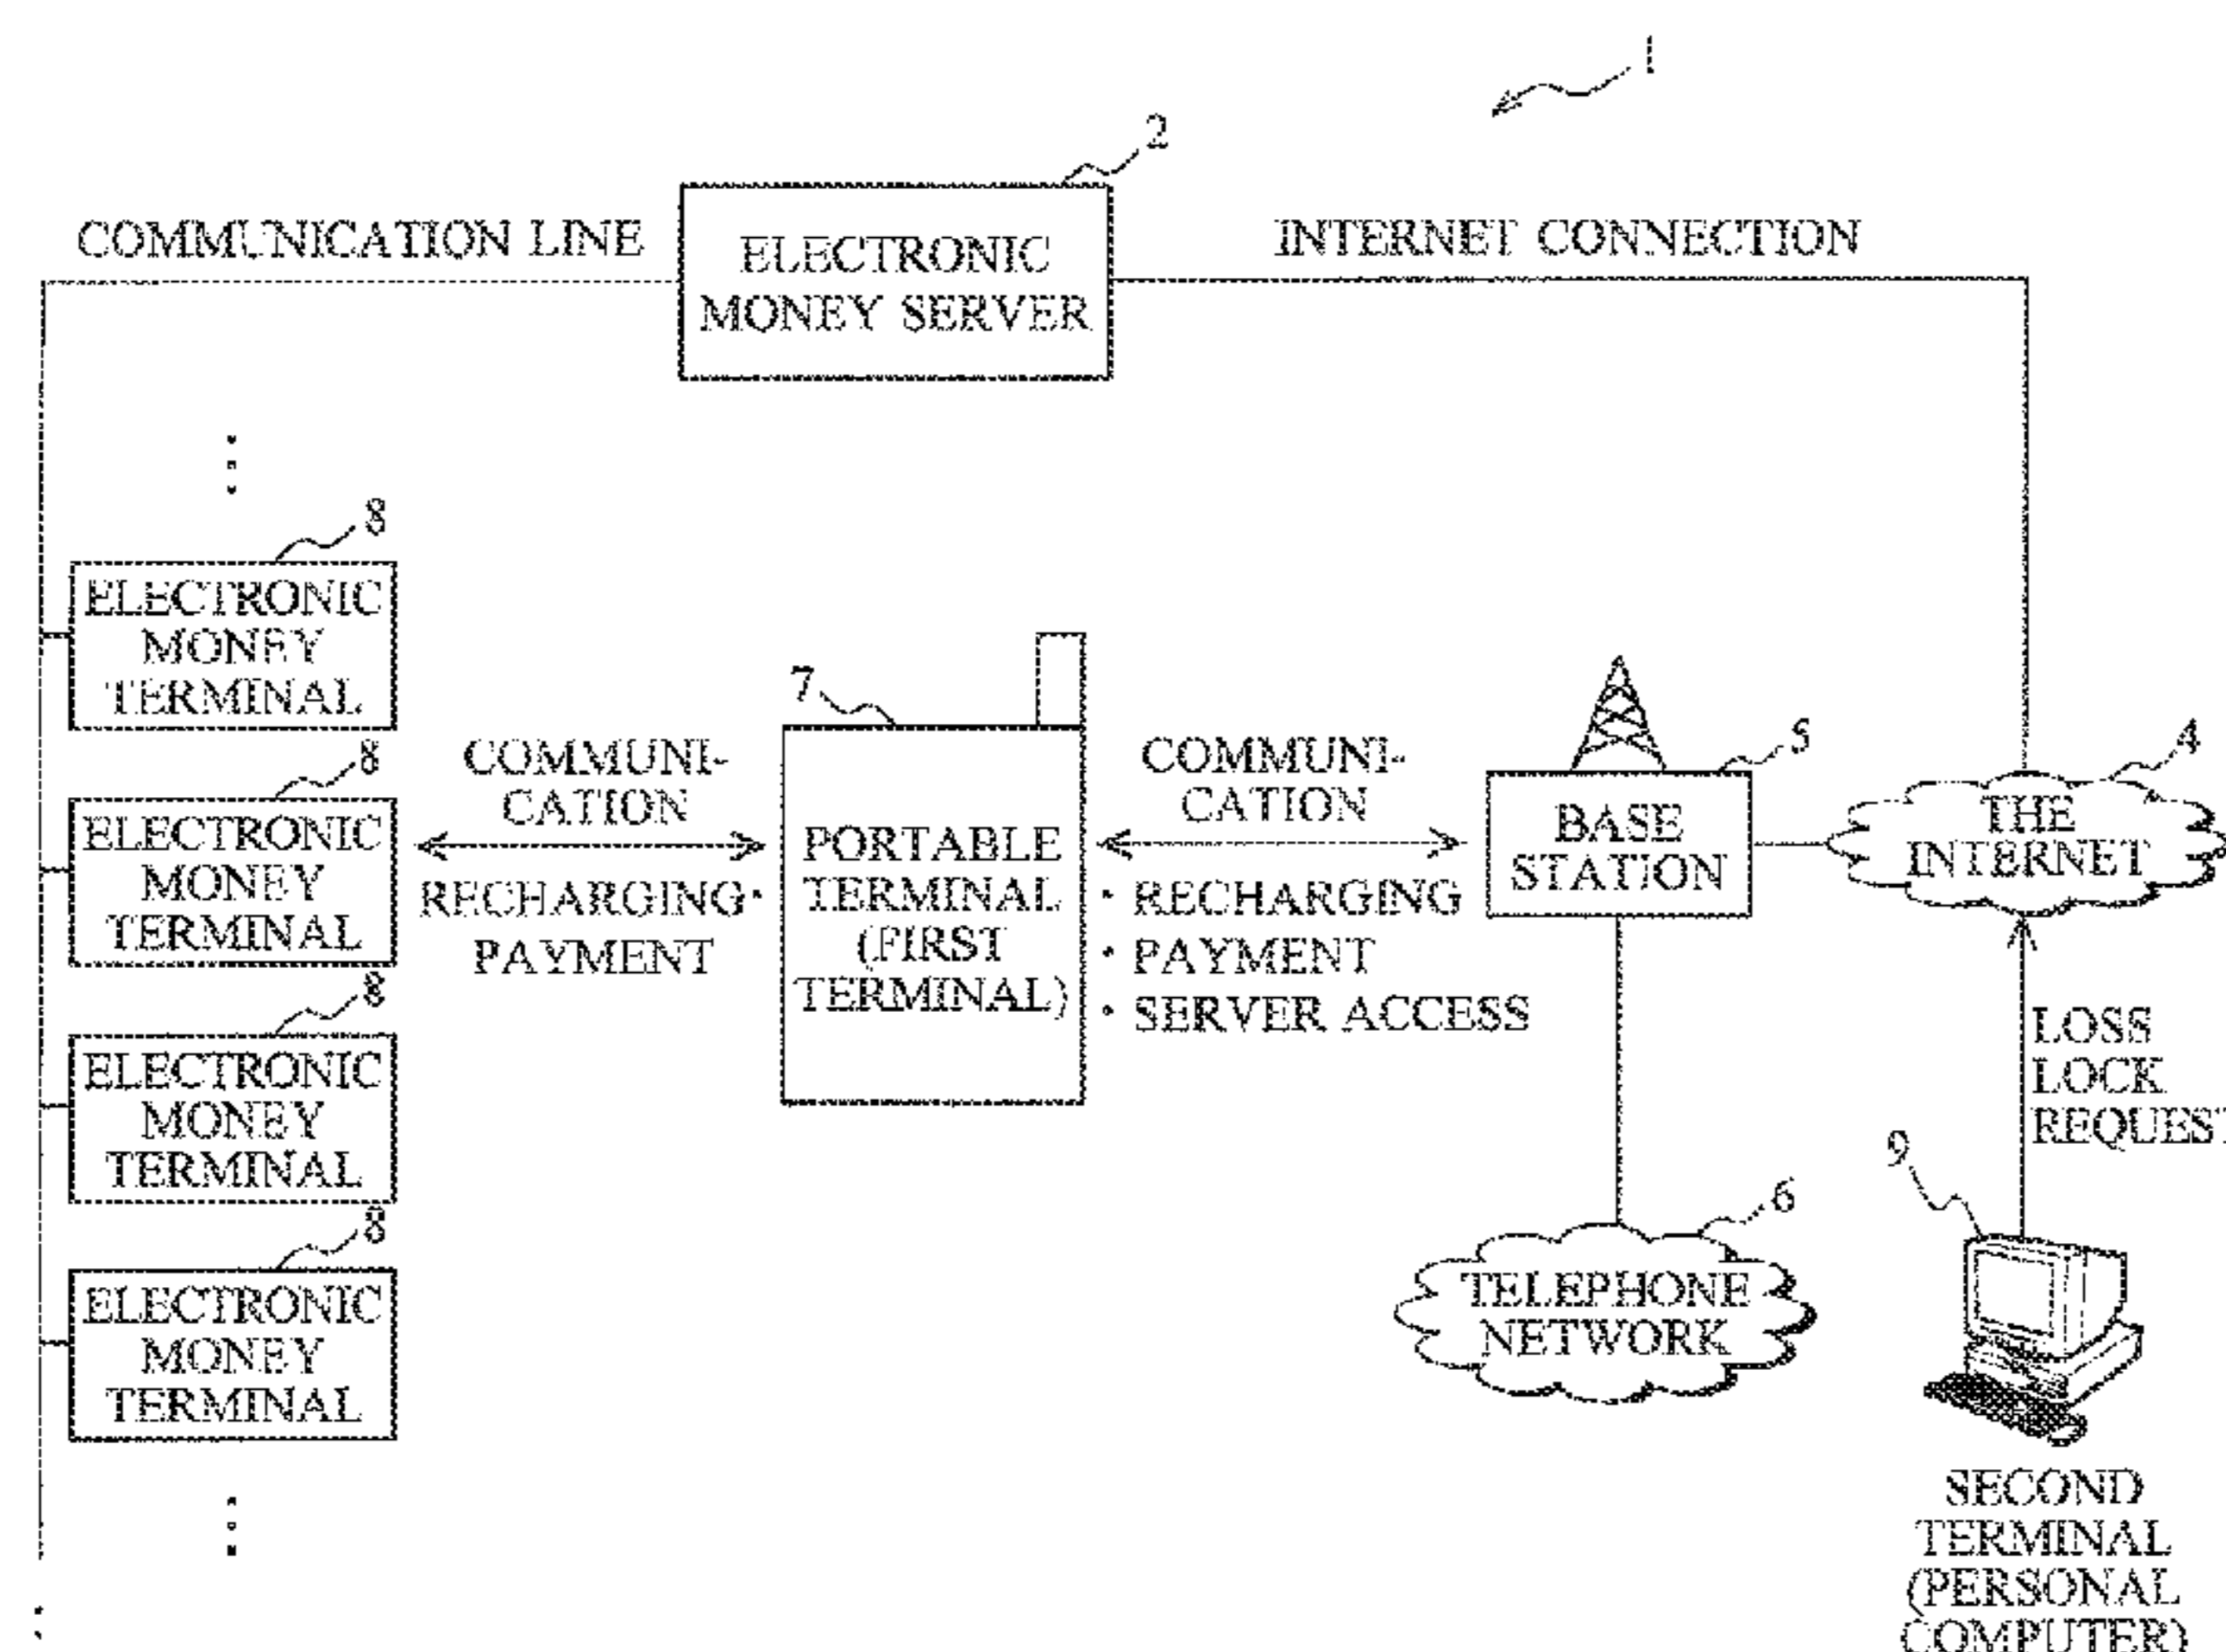 1
2
COMMUNICATION LINE
ELECTRONIC
MONEY SERVER
INTERNET CONNECTION
8
ELECTRONIC
MONEY
TERMINAL
8
ELECTRONIC
MONEY
TERMINAL
8
ELECTRONIC
MONEY
TERMINAL
8
ELECTRONIC
MONEY
TERMINAL
COMMUNI-
CATION
RECHARGING・
PAYMENT
7
PORTABLE
TERMINAL
(FIRST
TERMINAL)
COMMUNI-
CATION
・RECHARGING
・PAYMENT
・SERVER ACCESS
5
BASE
STATION
4
THE
INTERNET
LOSS
LOCK
REQUEST
6
TELEPHONE
NETWORK
9
SECOND
TERMINAL
(PERSONAL
COMPUTER)